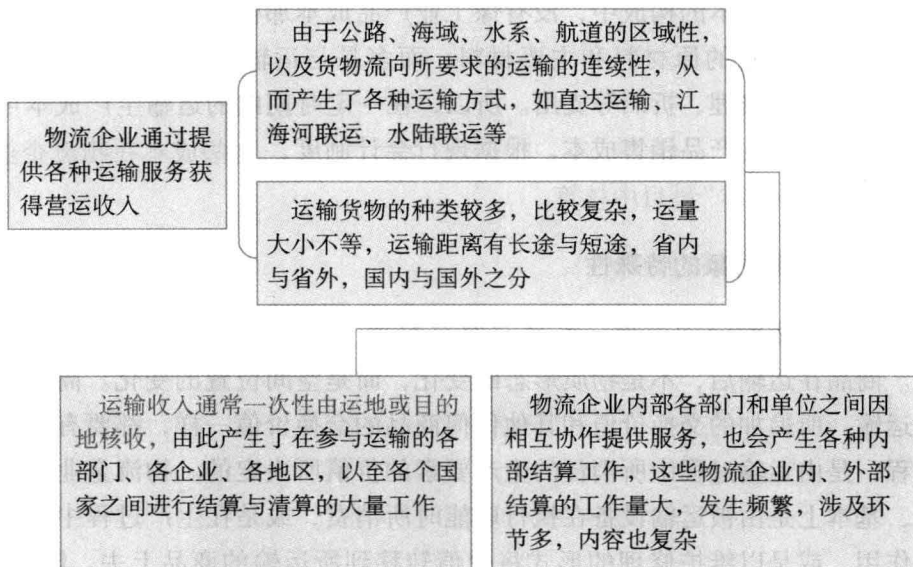 由于公路、海域、水系、航道的区域性，
以及货物流向所要求的运输的连续性，从
而产生了各种运输方式，如直达运输，江
海河联运、水陆联运等
物流企业通过提
供各种运输服务获
得营运收入
运输货物的种类较多，比较复杂，运量
大小不等，运输距离有长途与短途，省内
与省外，国内与国外之分
运输收入通常一次性由运地或目的
地核收，由此产生了在参与运输的各
部门、各企业、各地区，以至各个国
家之间进行结算与清算的大量工作
物流企业内部各部门和单位之间因
相互协作提供服务，也会产生各种内
部结算工作，这些物流企业内、外部
结算的工作量大，发生频繁，涉及环
节多，内容也复杂